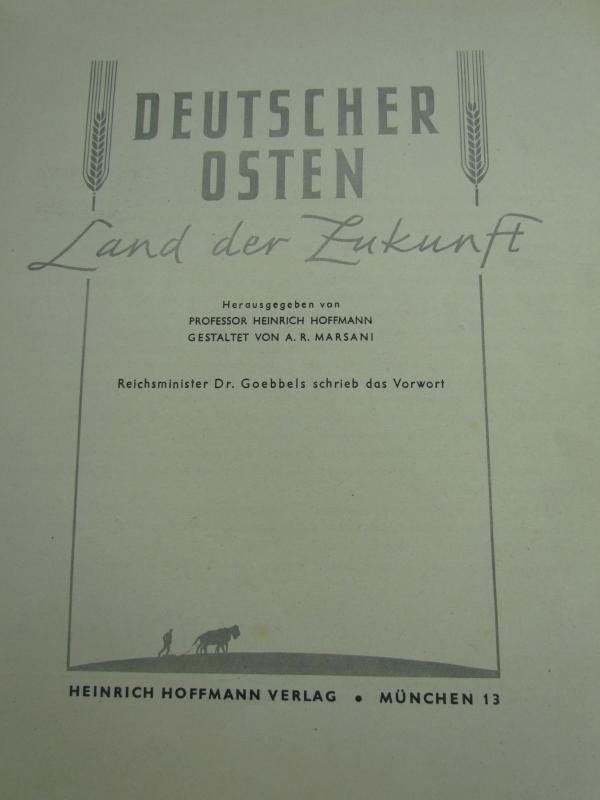 DEUTSCHER
OSTEN
Land der Zukunft
Herausgegeben von
PROFESSOR HEINRICH HOFFMANN
GESTALTET VON A. R. MARSANI
Reichsminister Dr. Goebbels schrieb das Vorwort
HEINRICH HOFFMANN VERLAG • MÜNCHEN 13